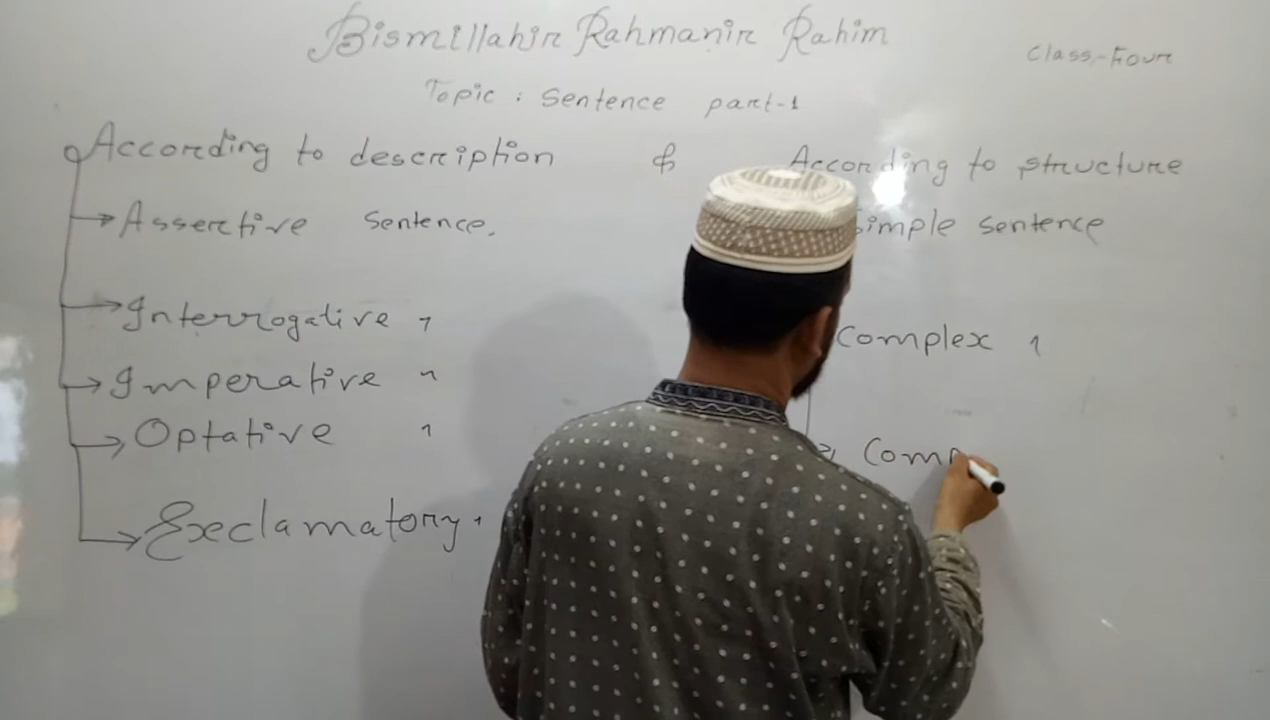 Bismillahir Rahmanir Rahim
Class-Four
Topic : Sentence part-1
According to description & According to structure
Assertive Sentence.
Simple sentence
Interrogative "
Complex "
Imperative "
Optative "
Comp
Exclamatory "